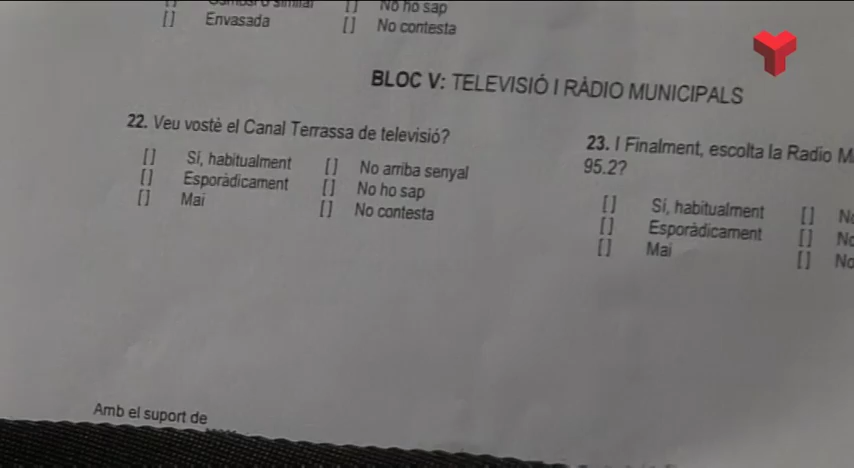 No ho sap
[ ] Envasada [ ] No contesta
BLOC V: TELEVISIÓ I RÀDIO MUNICIPALS
22. Veu vostè el Canal Terrassa de televisió?
[ ] Sí, habitualment [ ] No arriba senyal
[ ] Esporàdicament [ ] No ho sap
[ ] Mai [ ] No contesta
23. I Finalment, escolta la Radio
95.2?
[ ] Sí, habitualment [ ]
[ ] Esporàdicament [ ]
[ ] Mai [ ]
Amb el suport de